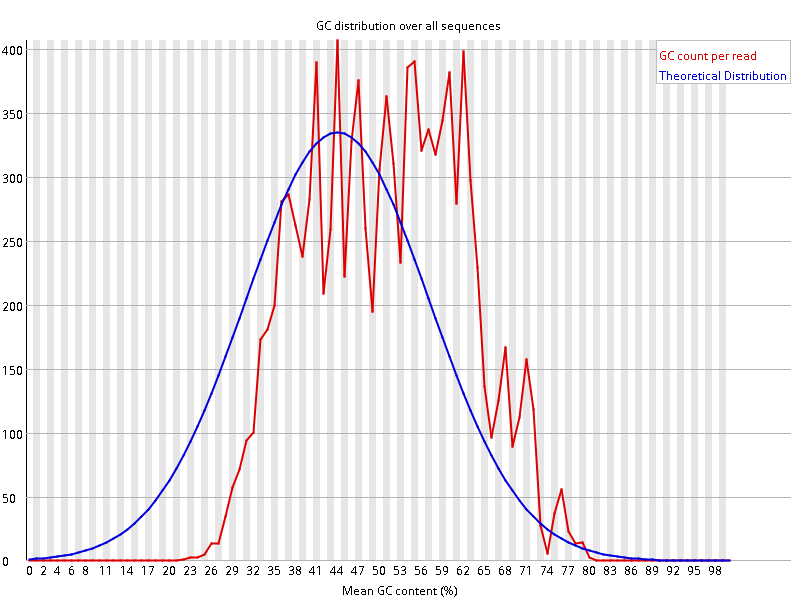 GC distribution over all sequences
GC count per read
Theoretical Distribution
400
350
300
250
200
150
100
50
0
0 2 4 6 8 11 14 17 20 23 26 29 32 35 38 41 44 47 50 53 56 59 62 65 68 71 74 77 80 83 86 89 92 95 98
Mean GC content (%)